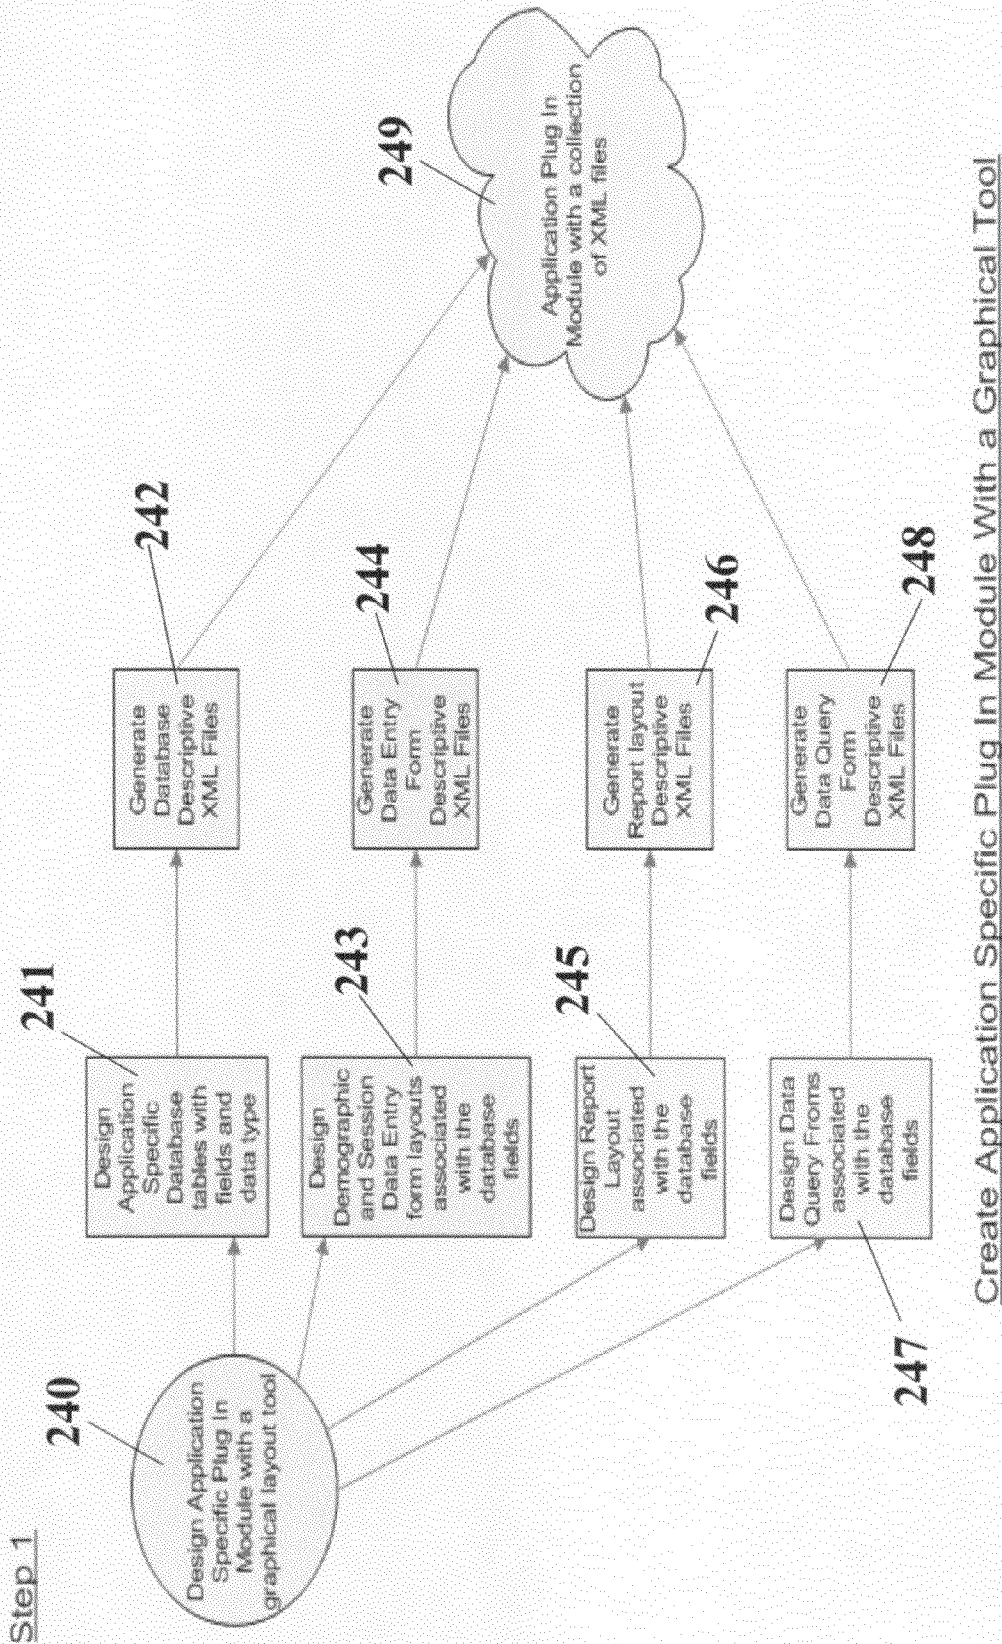 Step 1
240
Design Application
Specific Plug In
Module with a
graphical layout tool
241
Design
Application
Specific
Database
tables with
fields and
data type
242
Generate
Database
Descriptive
XML Files
Design
Demographic
and Session
Data Entry
form layouts
associated
with the
database
fields
243
Generate
Data Entry
Form
Descriptive
XML Files
244
Design Report
Layout
associated
with the
database
fields
245
Generate
Report layout
Descriptive
XML Files
246
Design Data
Query Froms
associated
with the
database
fields
247
Generate
Data Query
Form
Descriptive
XML Files
248
249
Application Plug In
Module with a collection
of XML files
Create Application Specific Plug In Module With a Graphical Tool